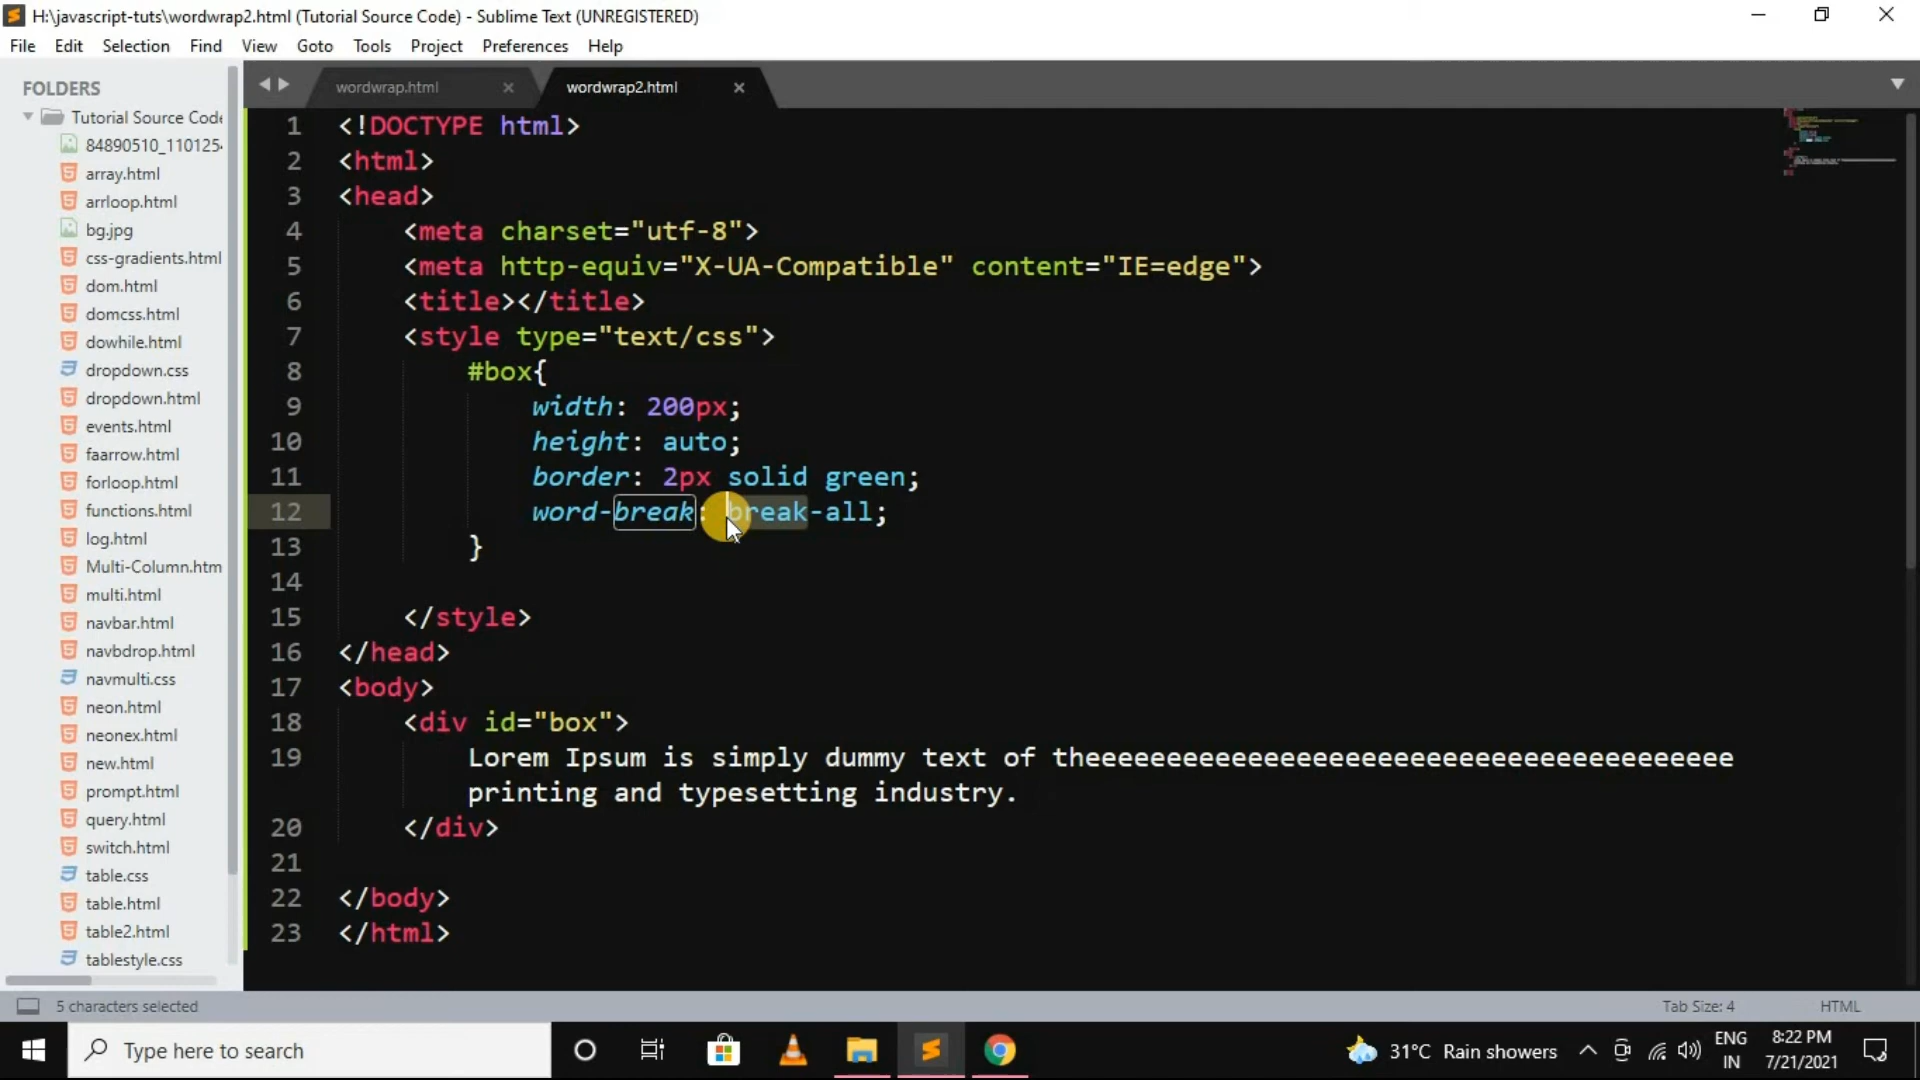 H:\javascript-tuts\wordwrap2.html (Tutorial Source Code) - Sublime Text (UNREGISTERED)
File Edit Selection Find View Goto Tools Project Preferences Help
FOLDERS
Tutorial Source Code
84890510_110125
array.html
arrloop.html
bg.jpg
css-gradients.html
dom.html
domcss.html
dowhile.html
dropdown.css
dropdown.html
events.html
faarrow.html
forloop.html
functions.html
log.html
Multi-Column.htm
multi.html
navbar.html
navbdrop.html
navmulti.css
neon.html
neonex.html
new.html
prompt.html
query.html
switch.html
table.css
table.html
table2.html
tablestyle.css
wordwrap.html wordwrap2.html
1 <!DOCTYPE html>
2 <html>
3 <head>
4 <meta charset="utf-8">
5 <meta http-equiv="X-UA-Compatible" content="IE=edge">
6 <title></title>
7 <style type="text/css">
8 #box{
9 width: 200px;
10 height: auto;
11 border: 2px solid green;
12 word-break: break-all;
13 }
14
15 </style>
16 </head>
17 <body>
18 <div id="box">
19 Lorem Ipsum is simply dummy text of theeeeeeeeeeeeeeeeeeeeeeeeeeeeeeeeeeeeeeee
printing and typesetting industry.
20 </div>
21
22 </body>
23 </html>
5 characters selected Tab Size: 4 HTML
Type here to search
31°C Rain showers
ENG
IN
8:22 PM
7/21/2021